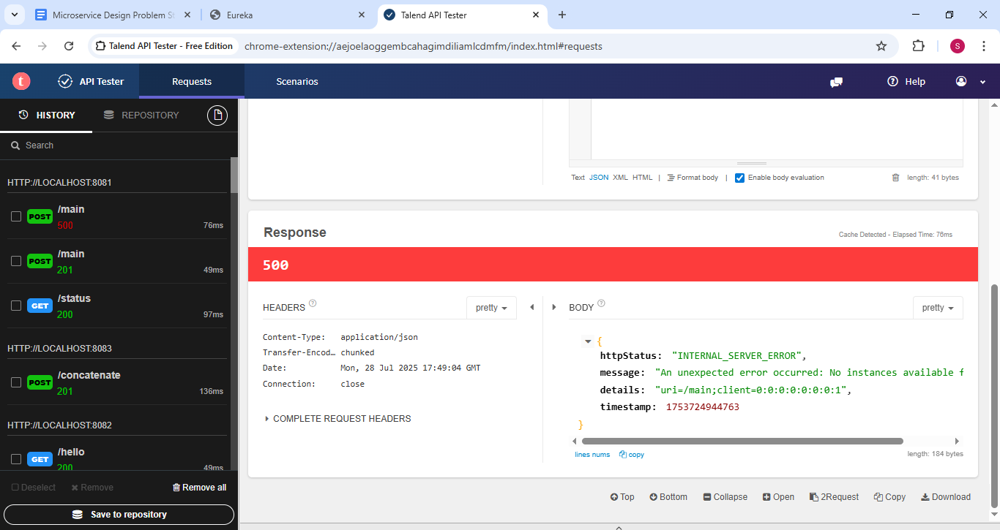 Microservice Design Problem S
Eureka
Talend API Tester
Talend API Tester - Free Edition
chrome-extension://aejoelaoggembcahagimdiliamlcdmfm/index.html#requests
S
t
API Tester
Requests
Scenarios
Help
HISTORY
REPOSITORY
Search
HTTP://LOCALHOST:8081
POST
/main
500
76ms
POST
/main
201
49ms
GET
/status
200
97ms
HTTP://LOCALHOST:8083
POST
/concatenate
201
136ms
HTTP://LOCALHOST:8082
GET
/hello
200
49ms
Deselect
Remove
Remove all
Save to repository
Text JSON XML HTML | Format body | Enable body evaluation
length: 41 bytes
Response
Cache Detected - Elapsed Time: 76ms
500
HEADERS ?
pretty
Content-Type: application/json
Transfer-Encod… chunked
Date: Mon, 28 Jul 2025 17:49:04 GMT
Connection: close
COMPLETE REQUEST HEADERS
BODY ?
pretty
{
httpStatus: "INTERNAL_SERVER_ERROR",
message: "An unexpected error occurred: No instances available f
details: "uri=/main;client=0:0:0:0:0:0:0:1",
timestamp: 1753724944763
}
lines nums
copy
length: 184 bytes
Top
Bottom
Collapse
Open
2Request
Copy
Download